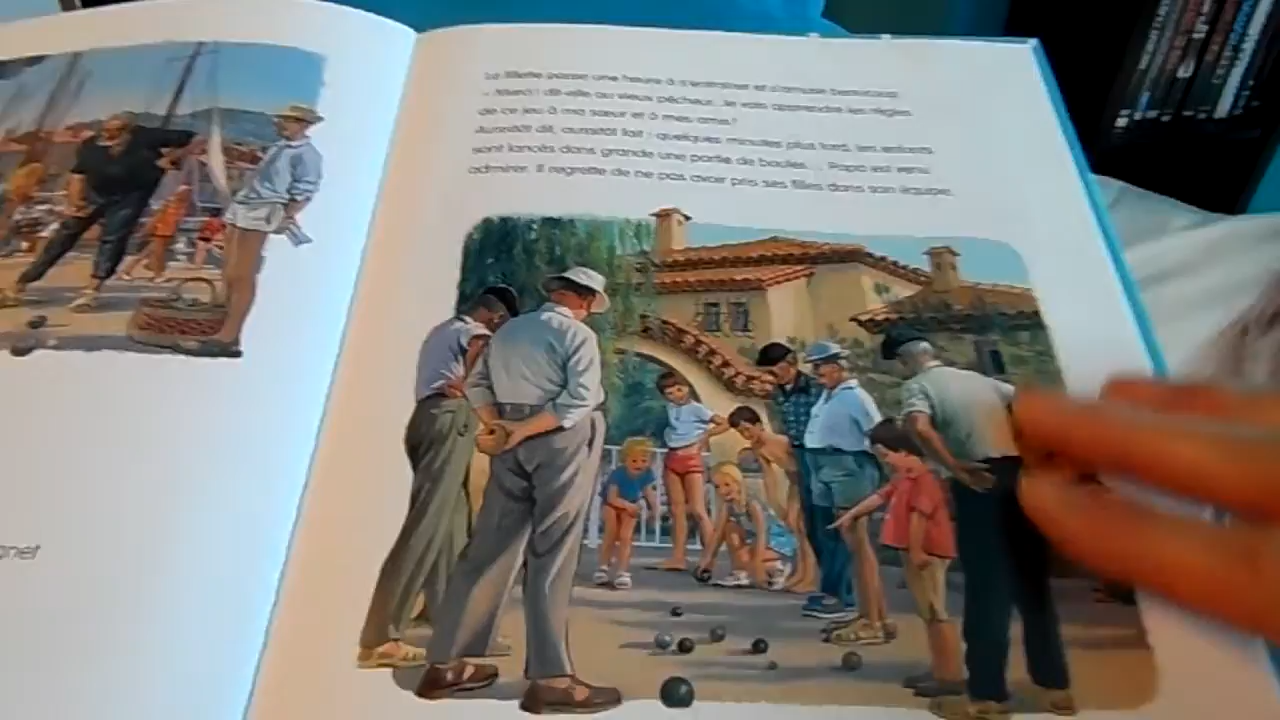 La fillette passe une heure à s'entraîner et s'amuse beaucoup.
– Merci ! dit-elle au vieux pêcheur. Je vais apprendre les règles
de ce jeu à ma sœur et à mes amis !
Aussitôt dit, aussitôt fait : quelques minutes plus tard, les enfants
sont lancés dans grande une partie de boules... Papa est venu
admirer. Il regrette de ne pas avoir pris ses filles dans son équipe.